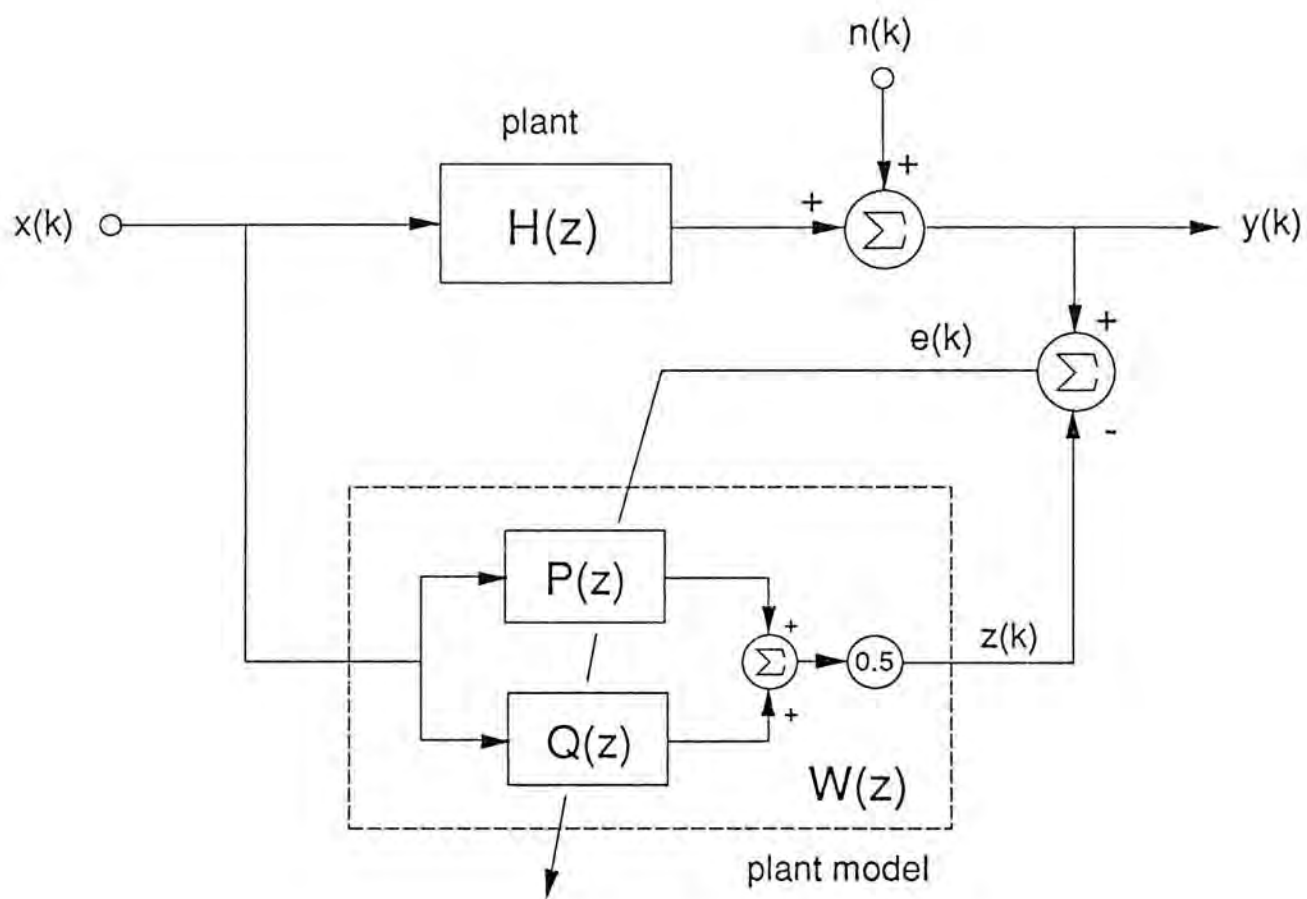 n(k)
plant
+
x(k)
H(z)
+
Σ
y(k)
+
e(k)
Σ
-
P(z)
+
Σ
0.5
z(k)
+
Q(z)
W(z)
plant model